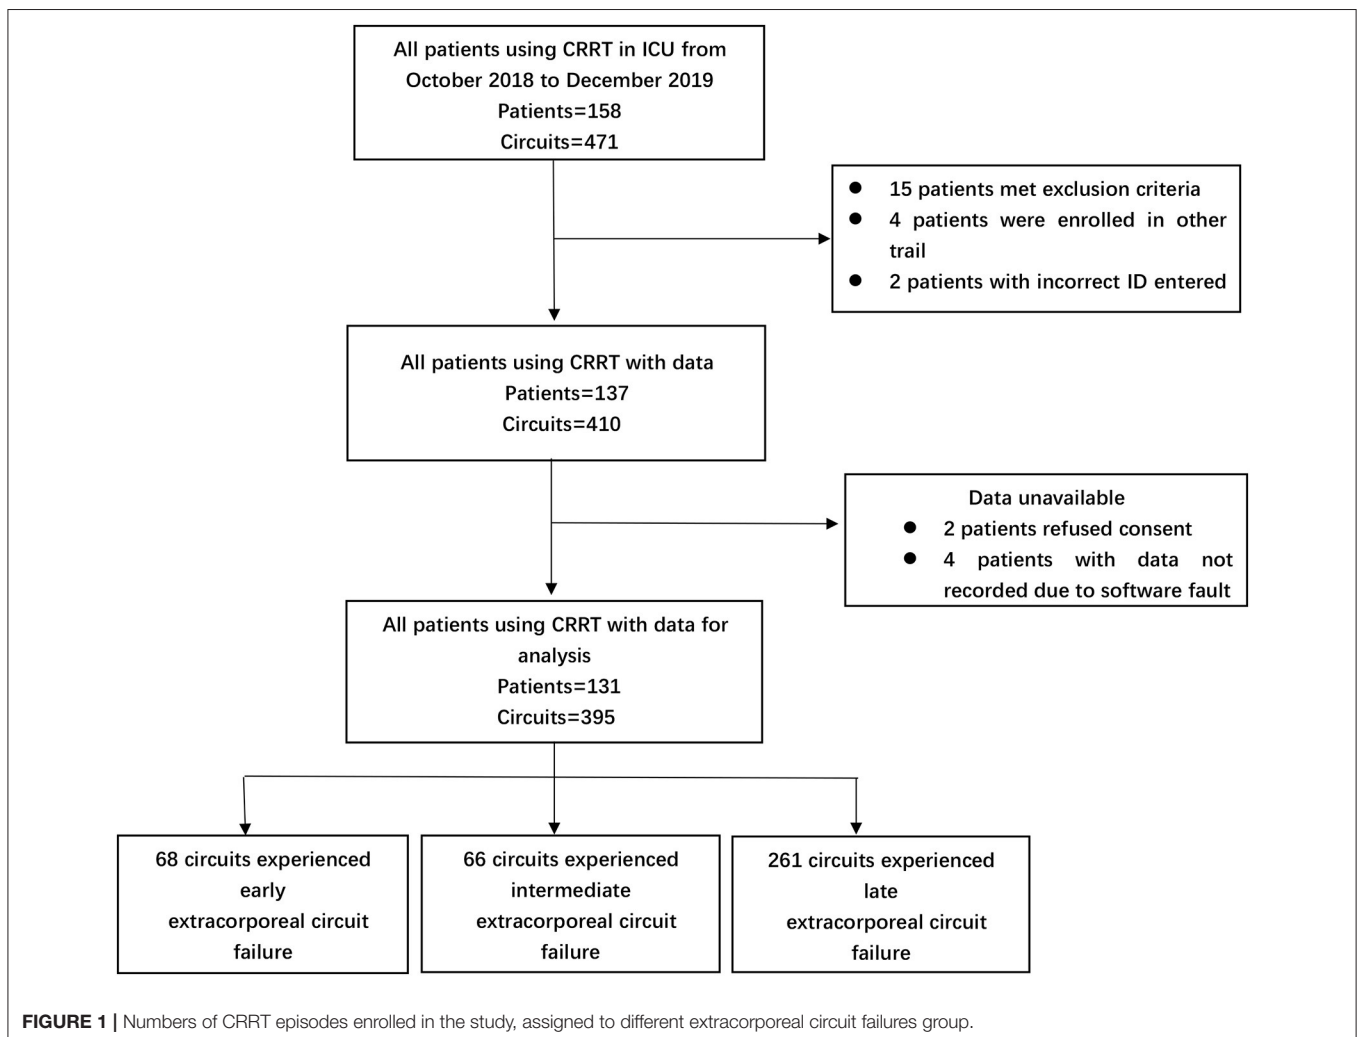 All patients using CRRT in ICU from
October 2018 to December 2019
Patients=158
Circuits=471
● 15 patients met exclusion criteria
● 4 patients were enrolled in other
trail
● 2 patients with incorrect ID entered
All patients using CRRT with data
Patients=137
Circuits=410
Data unavailable
● 2 patients refused consent
● 4 patients with data not
recorded due to software fault
All patients using CRRT with data for
analysis
Patients=131
Circuits=395
68 circuits experienced
early
extracorporeal circuit
failure
66 circuits experienced
intermediate
extracorporeal circuit
failure
261 circuits experienced
late
extracorporeal circuit
failure
FIGURE 1 | Numbers of CRRT episodes enrolled in the study, assigned to different extracorporeal circuit failures group.